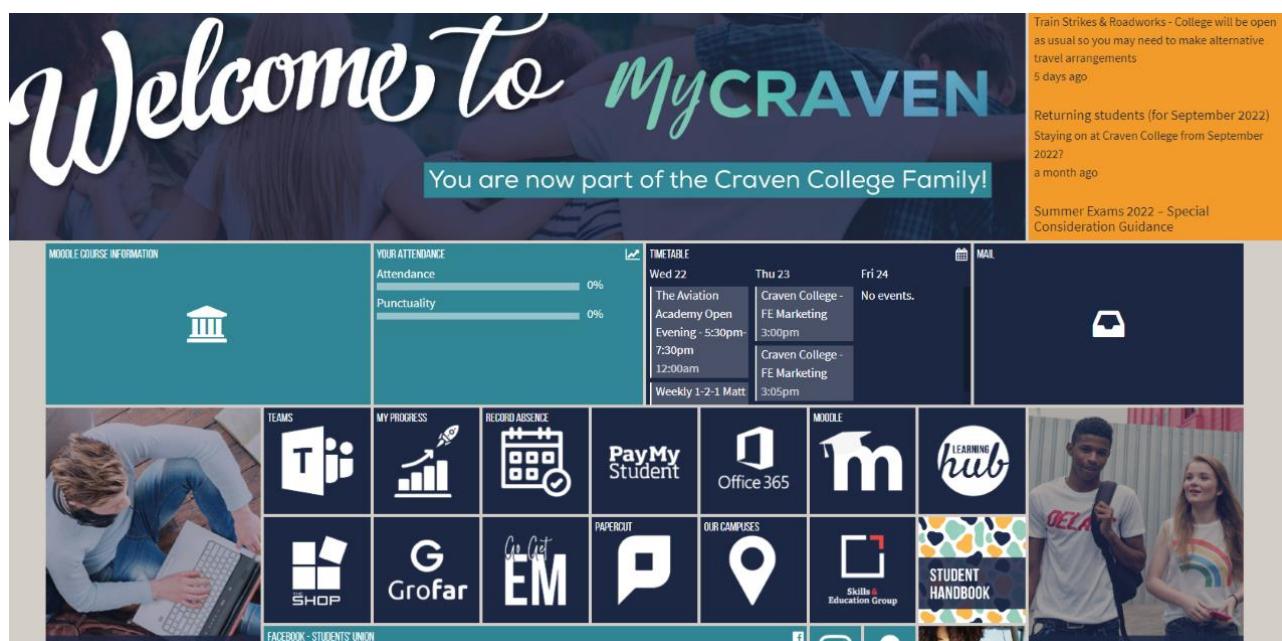 Welcome to MyCRAVEN
You are now part of the Craven College Family!
Train Strikes & Roadworks - College will be open
as usual so you may need to make alternative
travel arrangements
5 days ago
Returning students (for September 2022)
Staying on at Craven College from September
2022?
a month ago
Summer Exams 2022 – Special
Consideration Guidance
MOODLE COURSE INFORMATION
YOUR ATTENDANCE
Attendance
0%
Punctuality
0%
TIMETABLE
Wed 22
The Aviation
Academy Open
Evening - 5:30pm-
7:30pm
12:00am
Weekly 1-2-1 Matt
Thu 23
Craven College -
FE Marketing
3:00pm
Craven College -
FE Marketing
3:05pm
Fri 24
No events.
MAIL
TEAMS
T
MY PROGRESS
RECORD ABSENCE
PayMy
Student
Office 365
MOODLE
m
LEARNING
hub
THE
SHOP
G
Grofar
Go Get
EM
PAPERCUT
OUR CAMPUSES
Skills &
Education Group
STUDENT
HANDBOOK
DELA
FACEBOOK - STUDENTS' UNION